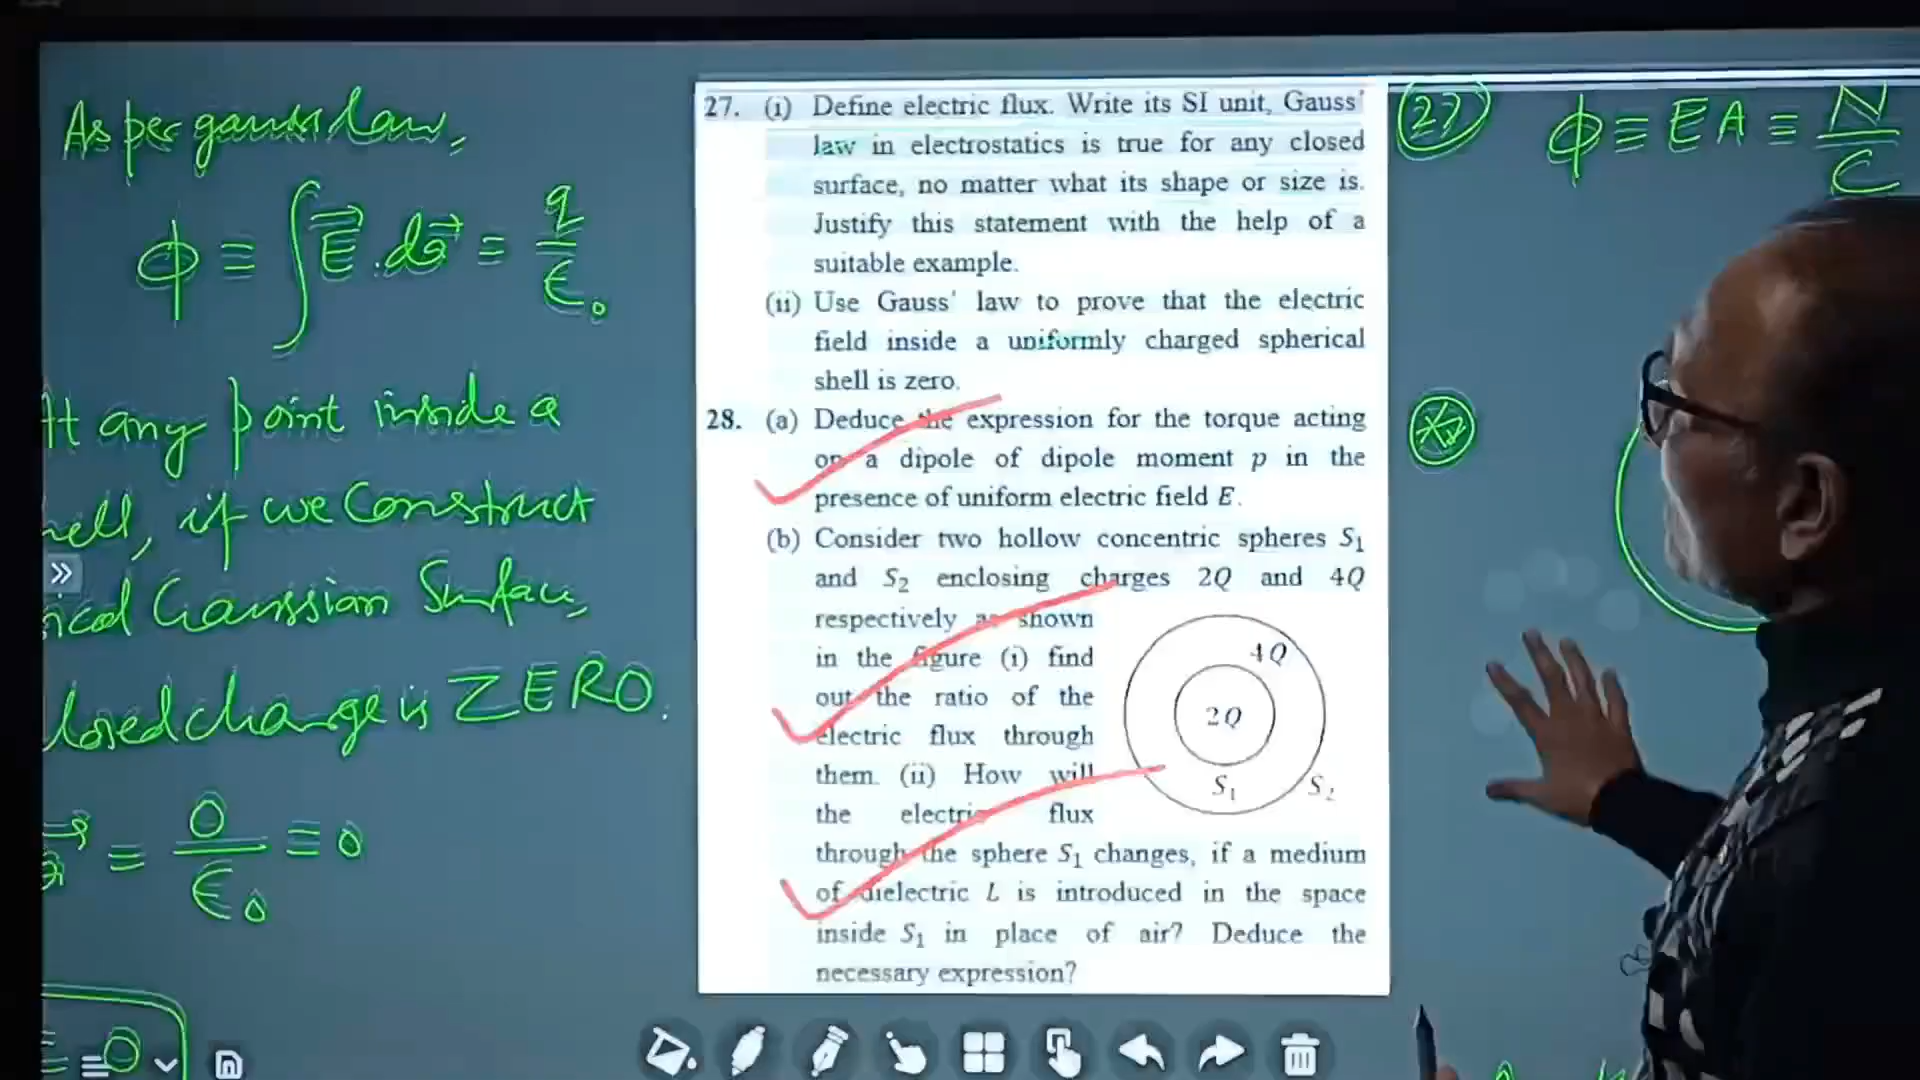 As per gauss law,
ϕ ≡ ∫E⃗.da⃗ = q/ε₀
At any point inside a
hell, if we Construct
rical Gaussian Surface,
losed charge is ZERO.
≡ 0/ε₀ ≡ 0
≡ 0
27. (i) Define electric flux. Write its SI unit, Gauss'
law in electrostatics is true for any closed
surface, no matter what its shape or size is.
Justify this statement with the help of a
suitable example.
(ii) Use Gauss' law to prove that the electric
field inside a uniformly charged spherical
shell is zero.
28. (a) Deduce the expression for the torque acting
on a dipole of dipole moment p in the
presence of uniform electric field E.
(b) Consider two hollow concentric spheres S₁
and S₂ enclosing charges 2Q and 4Q
respectively as shown
in the figure (i) find
out the ratio of the
electric flux through
them. (ii) How will
the electric flux
through the sphere S₁ changes, if a medium
of dielectric L is introduced in the space
inside S₁ in place of air? Deduce the
necessary expression?
4Q
2Q
S₁
S₂
(27) ϕ ≡ E A ≡ N/C